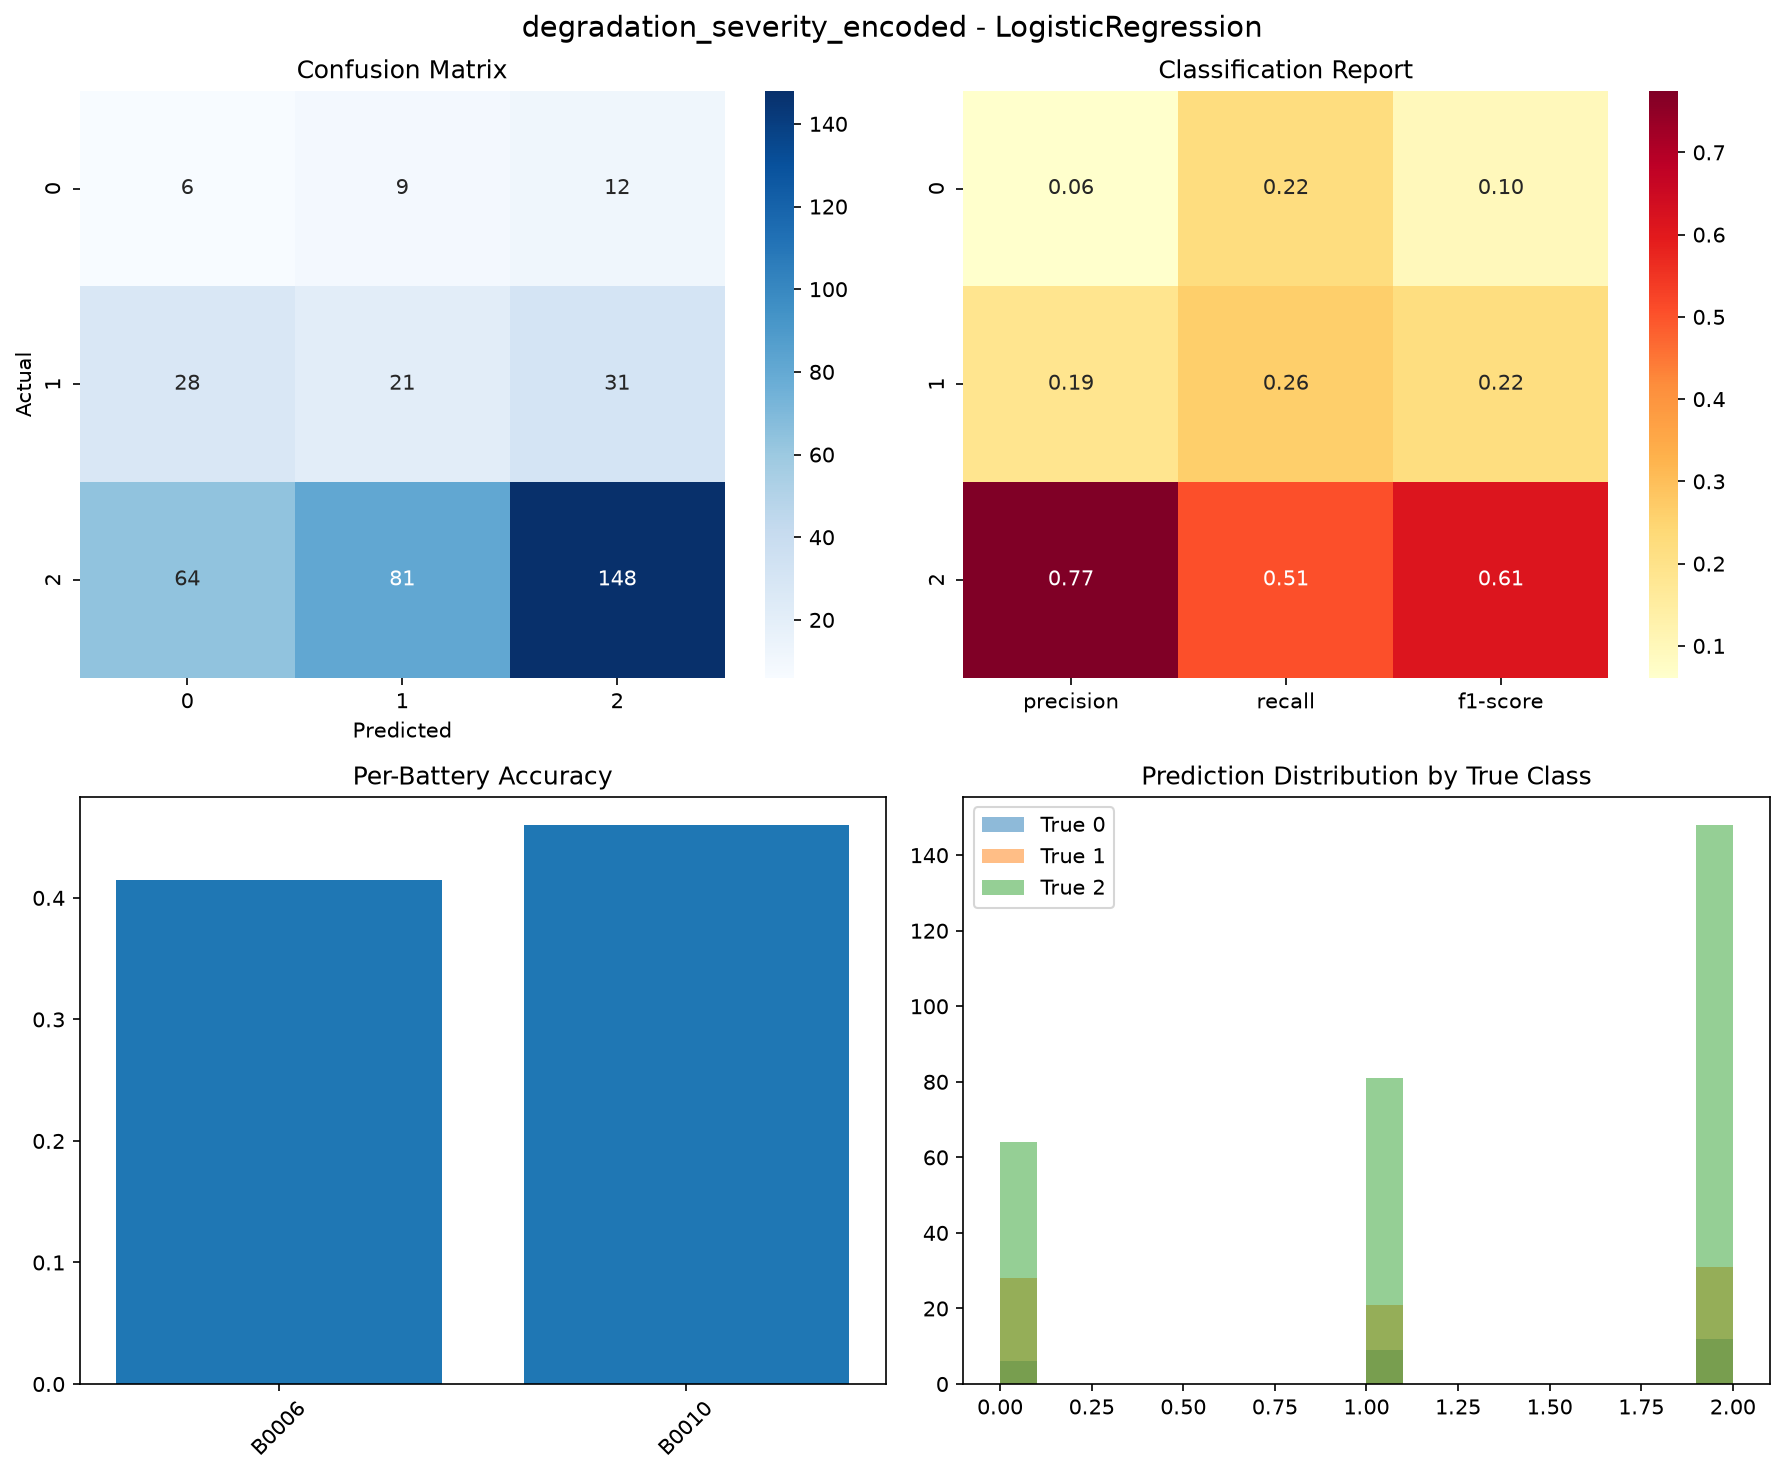 degradation_severity_encoded - LogisticRegression
Confusion Matrix
0 6 9 12
1 28 21 31
2 64 81 148
0 1 2
Actual
Predicted
140
120
100
80
60
40
20
Classification Report
0 0.06 0.22 0.10
1 0.19 0.26 0.22
2 0.77 0.51 0.61
precision recall f1-score
0.7
0.6
0.5
0.4
0.3
0.2
0.1
Per-Battery Accuracy
0.4
0.3
0.2
0.1
0.0
B0006 B0010
Prediction Distribution by True Class
True 0
True 1
True 2
140
120
100
80
60
40
20
0
0.00 0.25 0.50 0.75 1.00 1.25 1.50 1.75 2.00